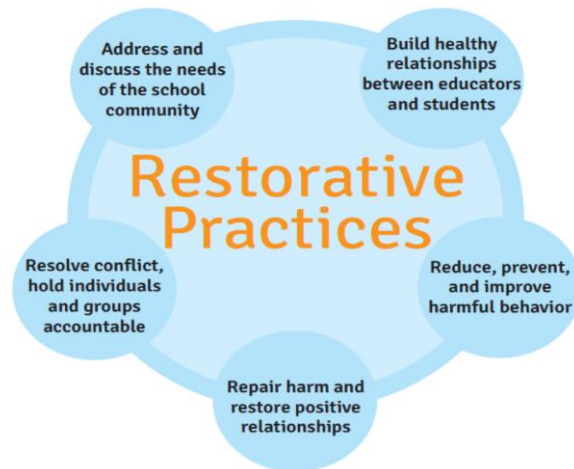 Address and
discuss the needs
of the school
community
Build healthy
relationships
between educators
and students
Restorative
Practices
Resolve conflict,
hold individuals
and groups
accountable
Reduce, prevent,
and improve
harmful behavior
Repair harm and
restore positive
relationships